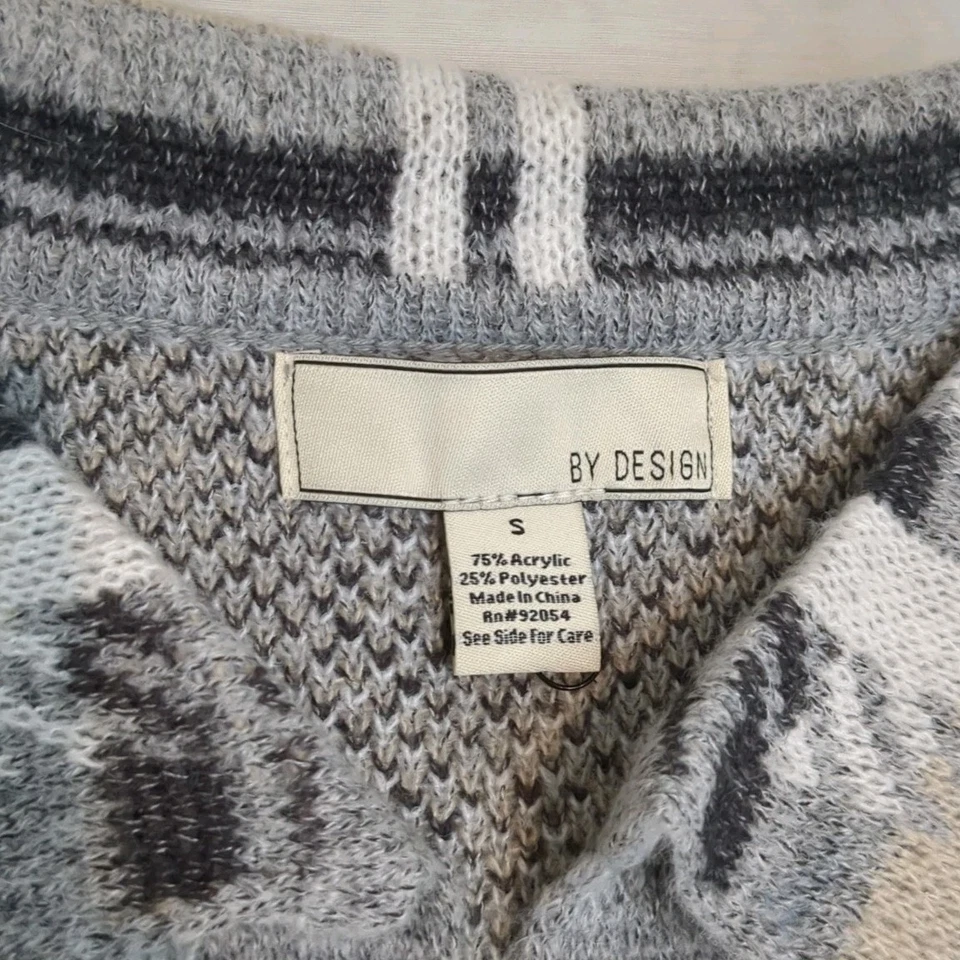 BY DESIGN
S
75% Acrylic
25% Polyester
Made In China
Rn#92054
See Side For Care